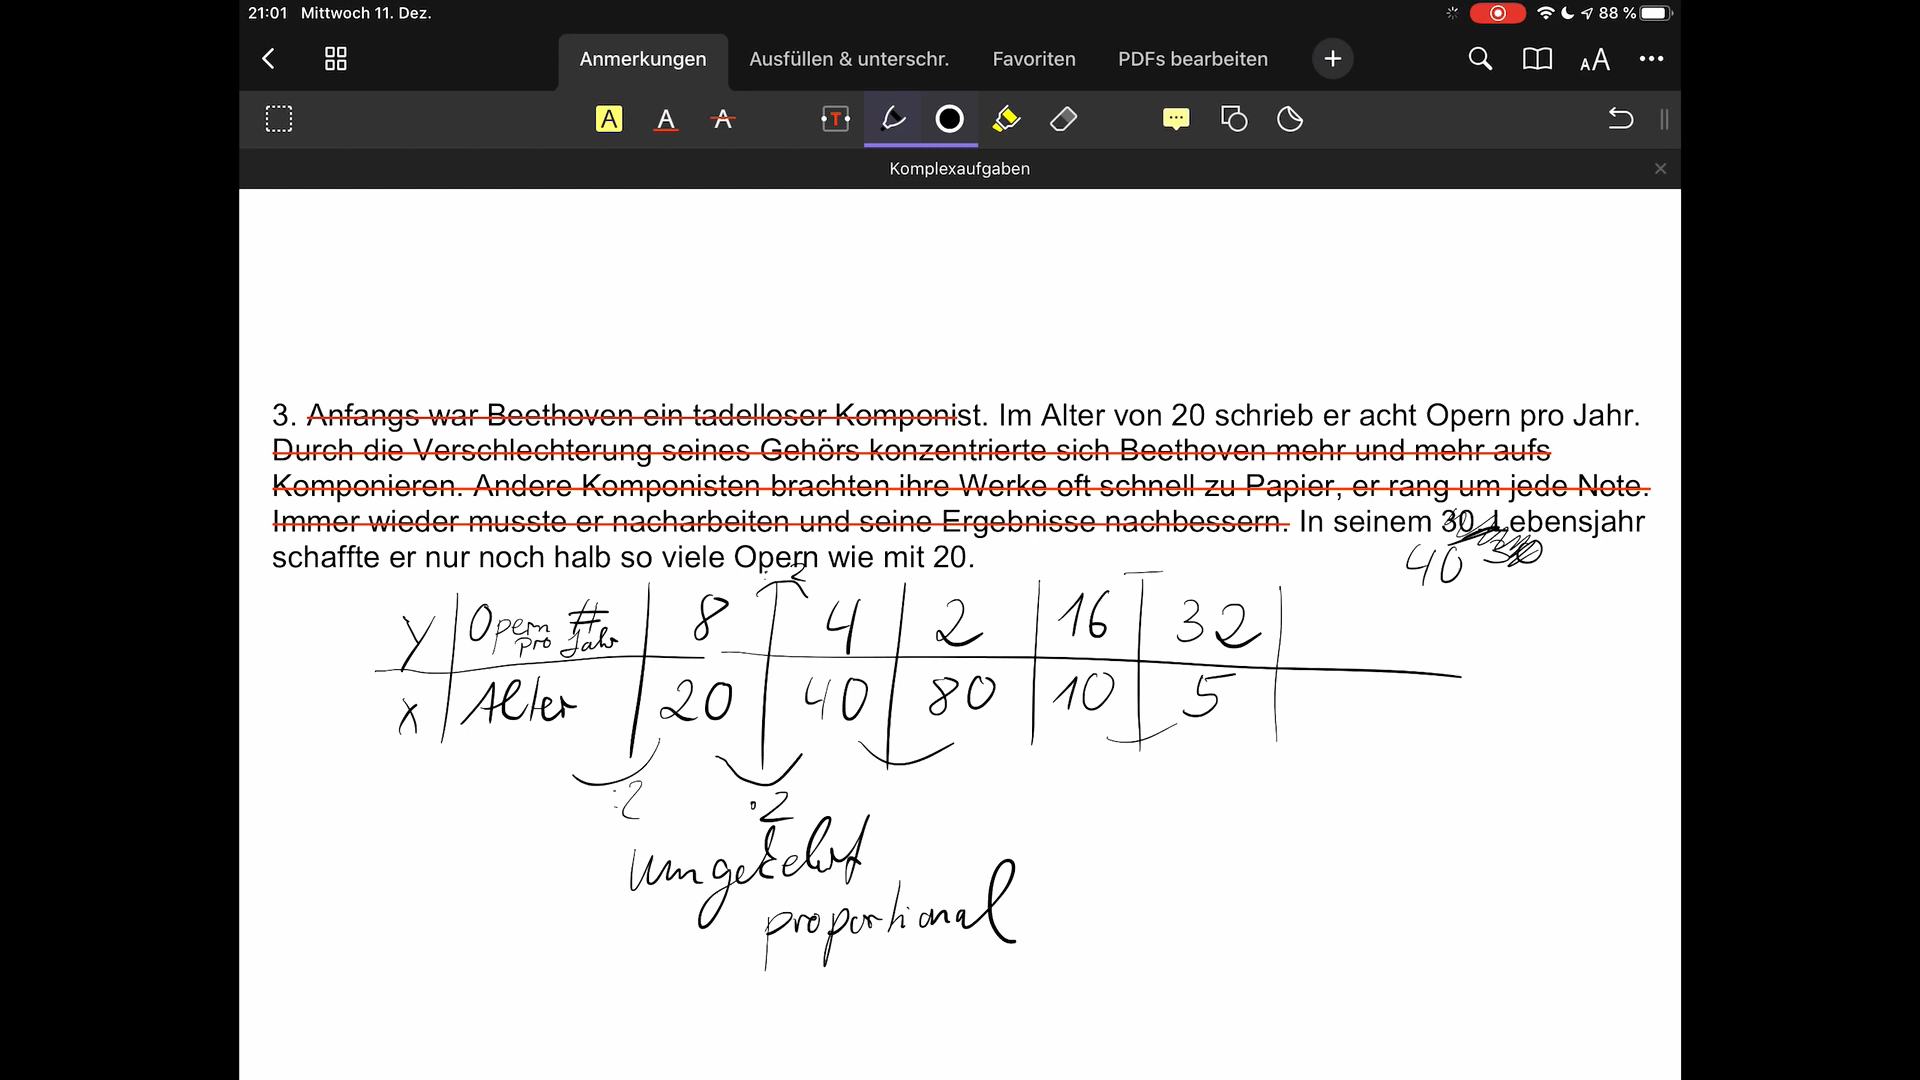 21:01 Mittwoch 11. Dez.
88 %
Anmerkungen Ausfüllen & unterschr. Favoriten PDFs bearbeiten
AA
A A A T
Komplexaufgaben
3. Anfangs war Beethoven ein tadelloser Komponist. Im Alter von 20 schrieb er acht Opern pro Jahr.
Durch die Verschlechterung seines Gehörs konzentrierte sich Beethoven mehr und mehr aufs
Komponieren. Andere Komponisten brachten ihre Werke oft schnell zu Papier, er rang um jede Note.
Immer wieder musste er nacharbeiten und seine Ergebnisse nachbessern. In seinem 30. Lebensjahr
schaffte er nur noch halb so viele Opern wie mit 20.
40
:2
y Opern # pro Jahr 8 4 2 16 32
x Alter 20 40 80 10 5
:2 ·2
umgekehrt
proportional